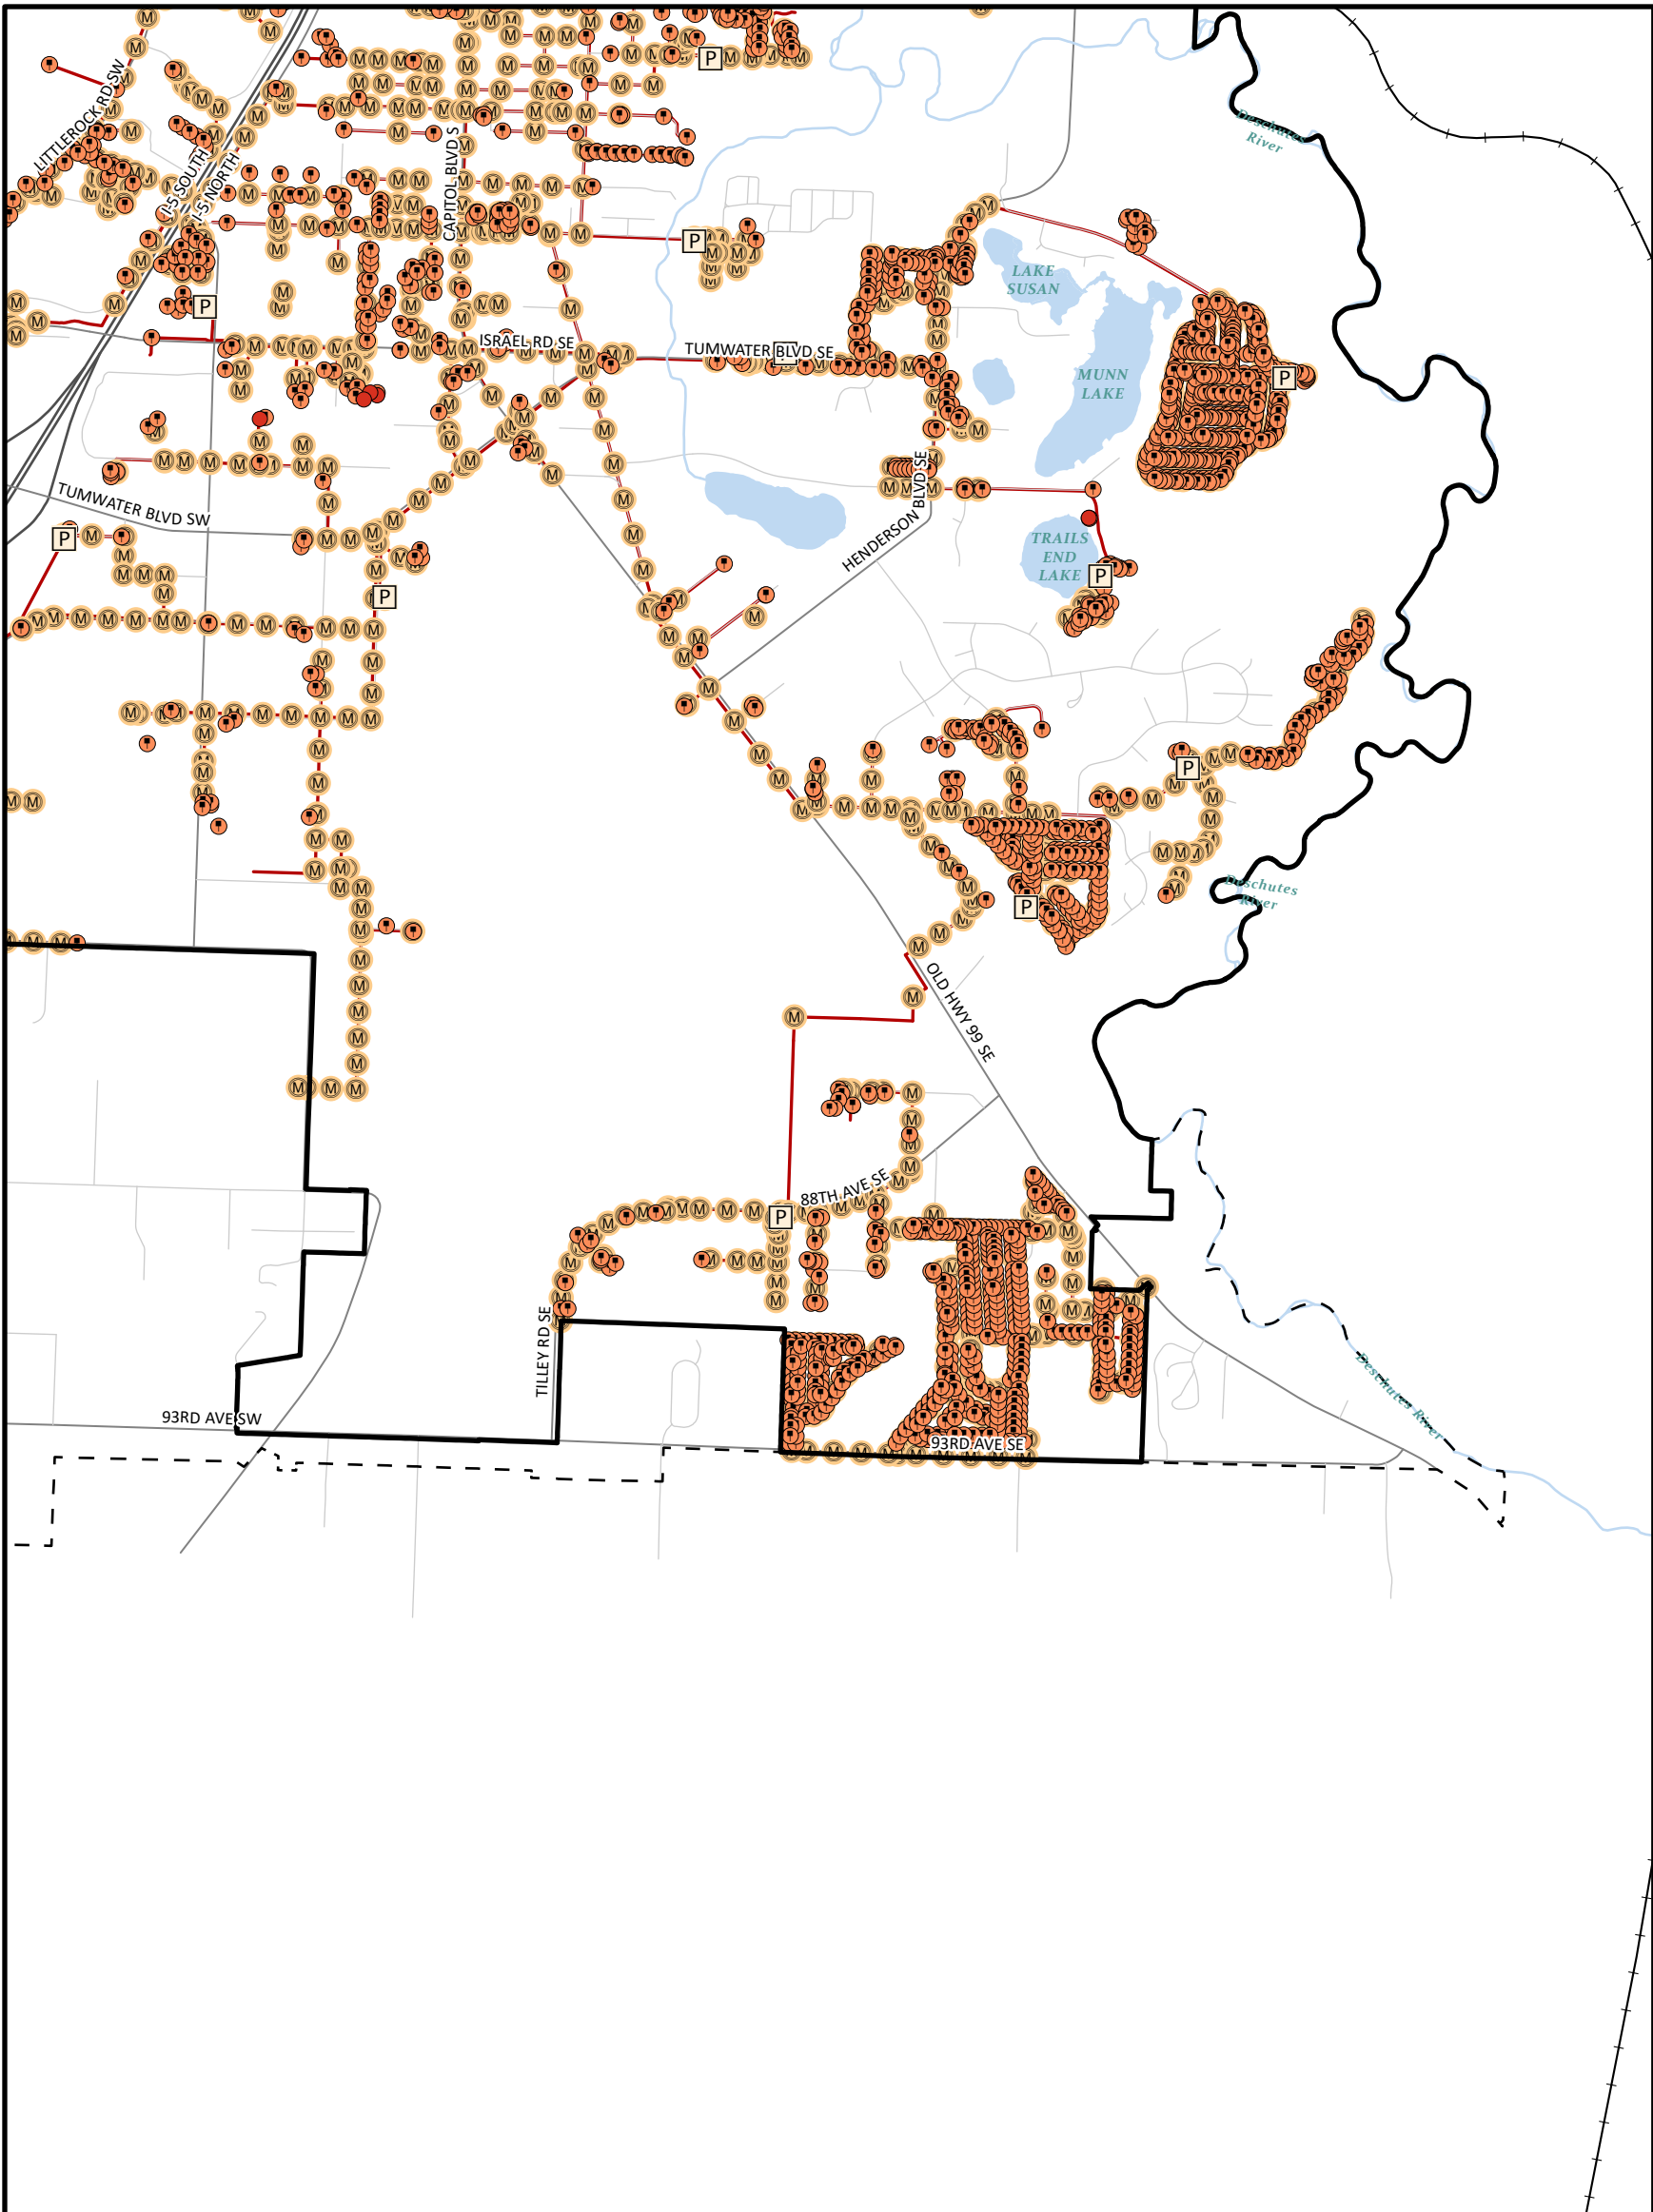 LITTLEROCK RD SW
I-5 SOUTH
I-5 NORTH
CAPITOL BLVD S
Deschutes
River
LAKE
SUSAN
ISRAEL RD SE
TUMWATER BLVD SE
MUNN
LAKE
TUMWATER BLVD SW
HENDERSON BLVD SE
TRAILS
END
LAKE
Deschutes
River
OLD HWY 99 SE
88TH AVE SE
TILLEY RD SE
Deschutes River
93RD AVE SW
93RD AVE SE